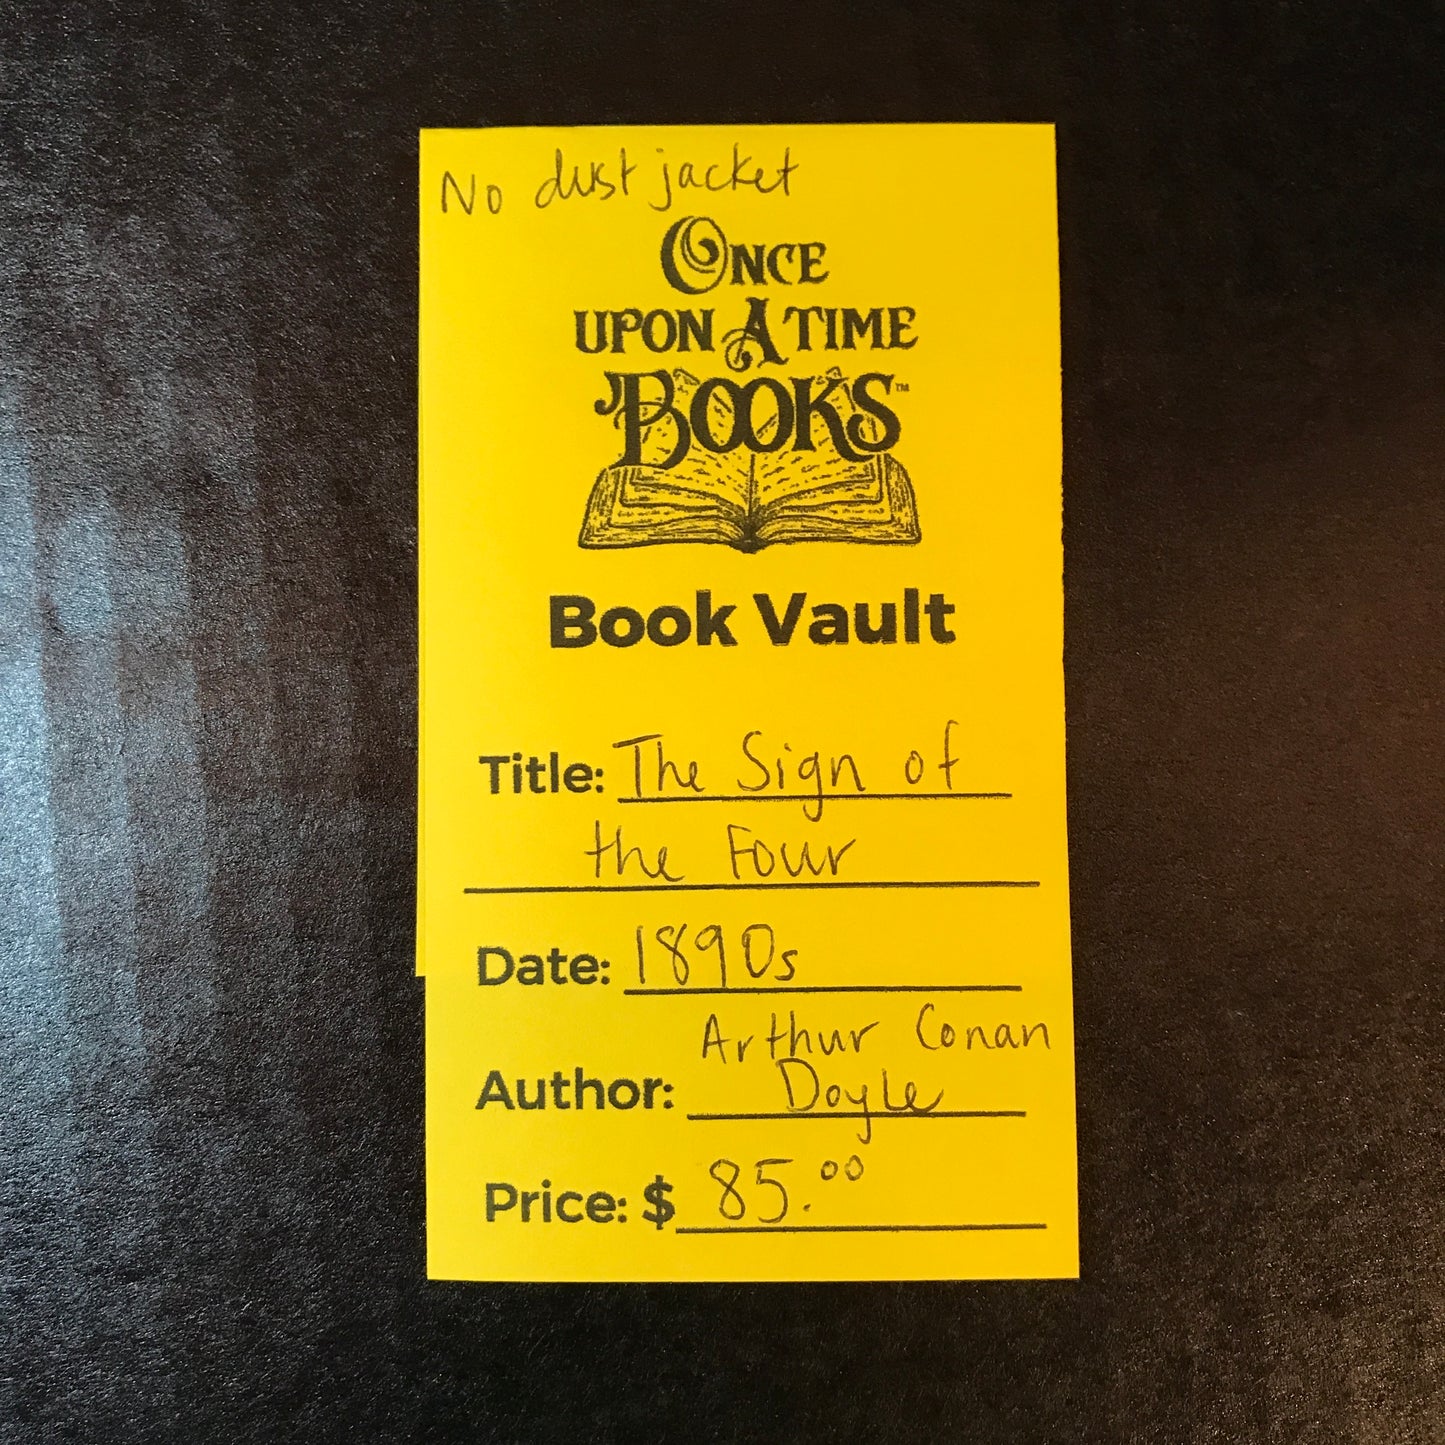 No dust jacket
ONCE
UPON A TIME
BOOKS™
Book Vault
Title: The Sign of
the Four
Date: 1890s
Arthur Conan
Author: Doyle
Price: $ 85.00